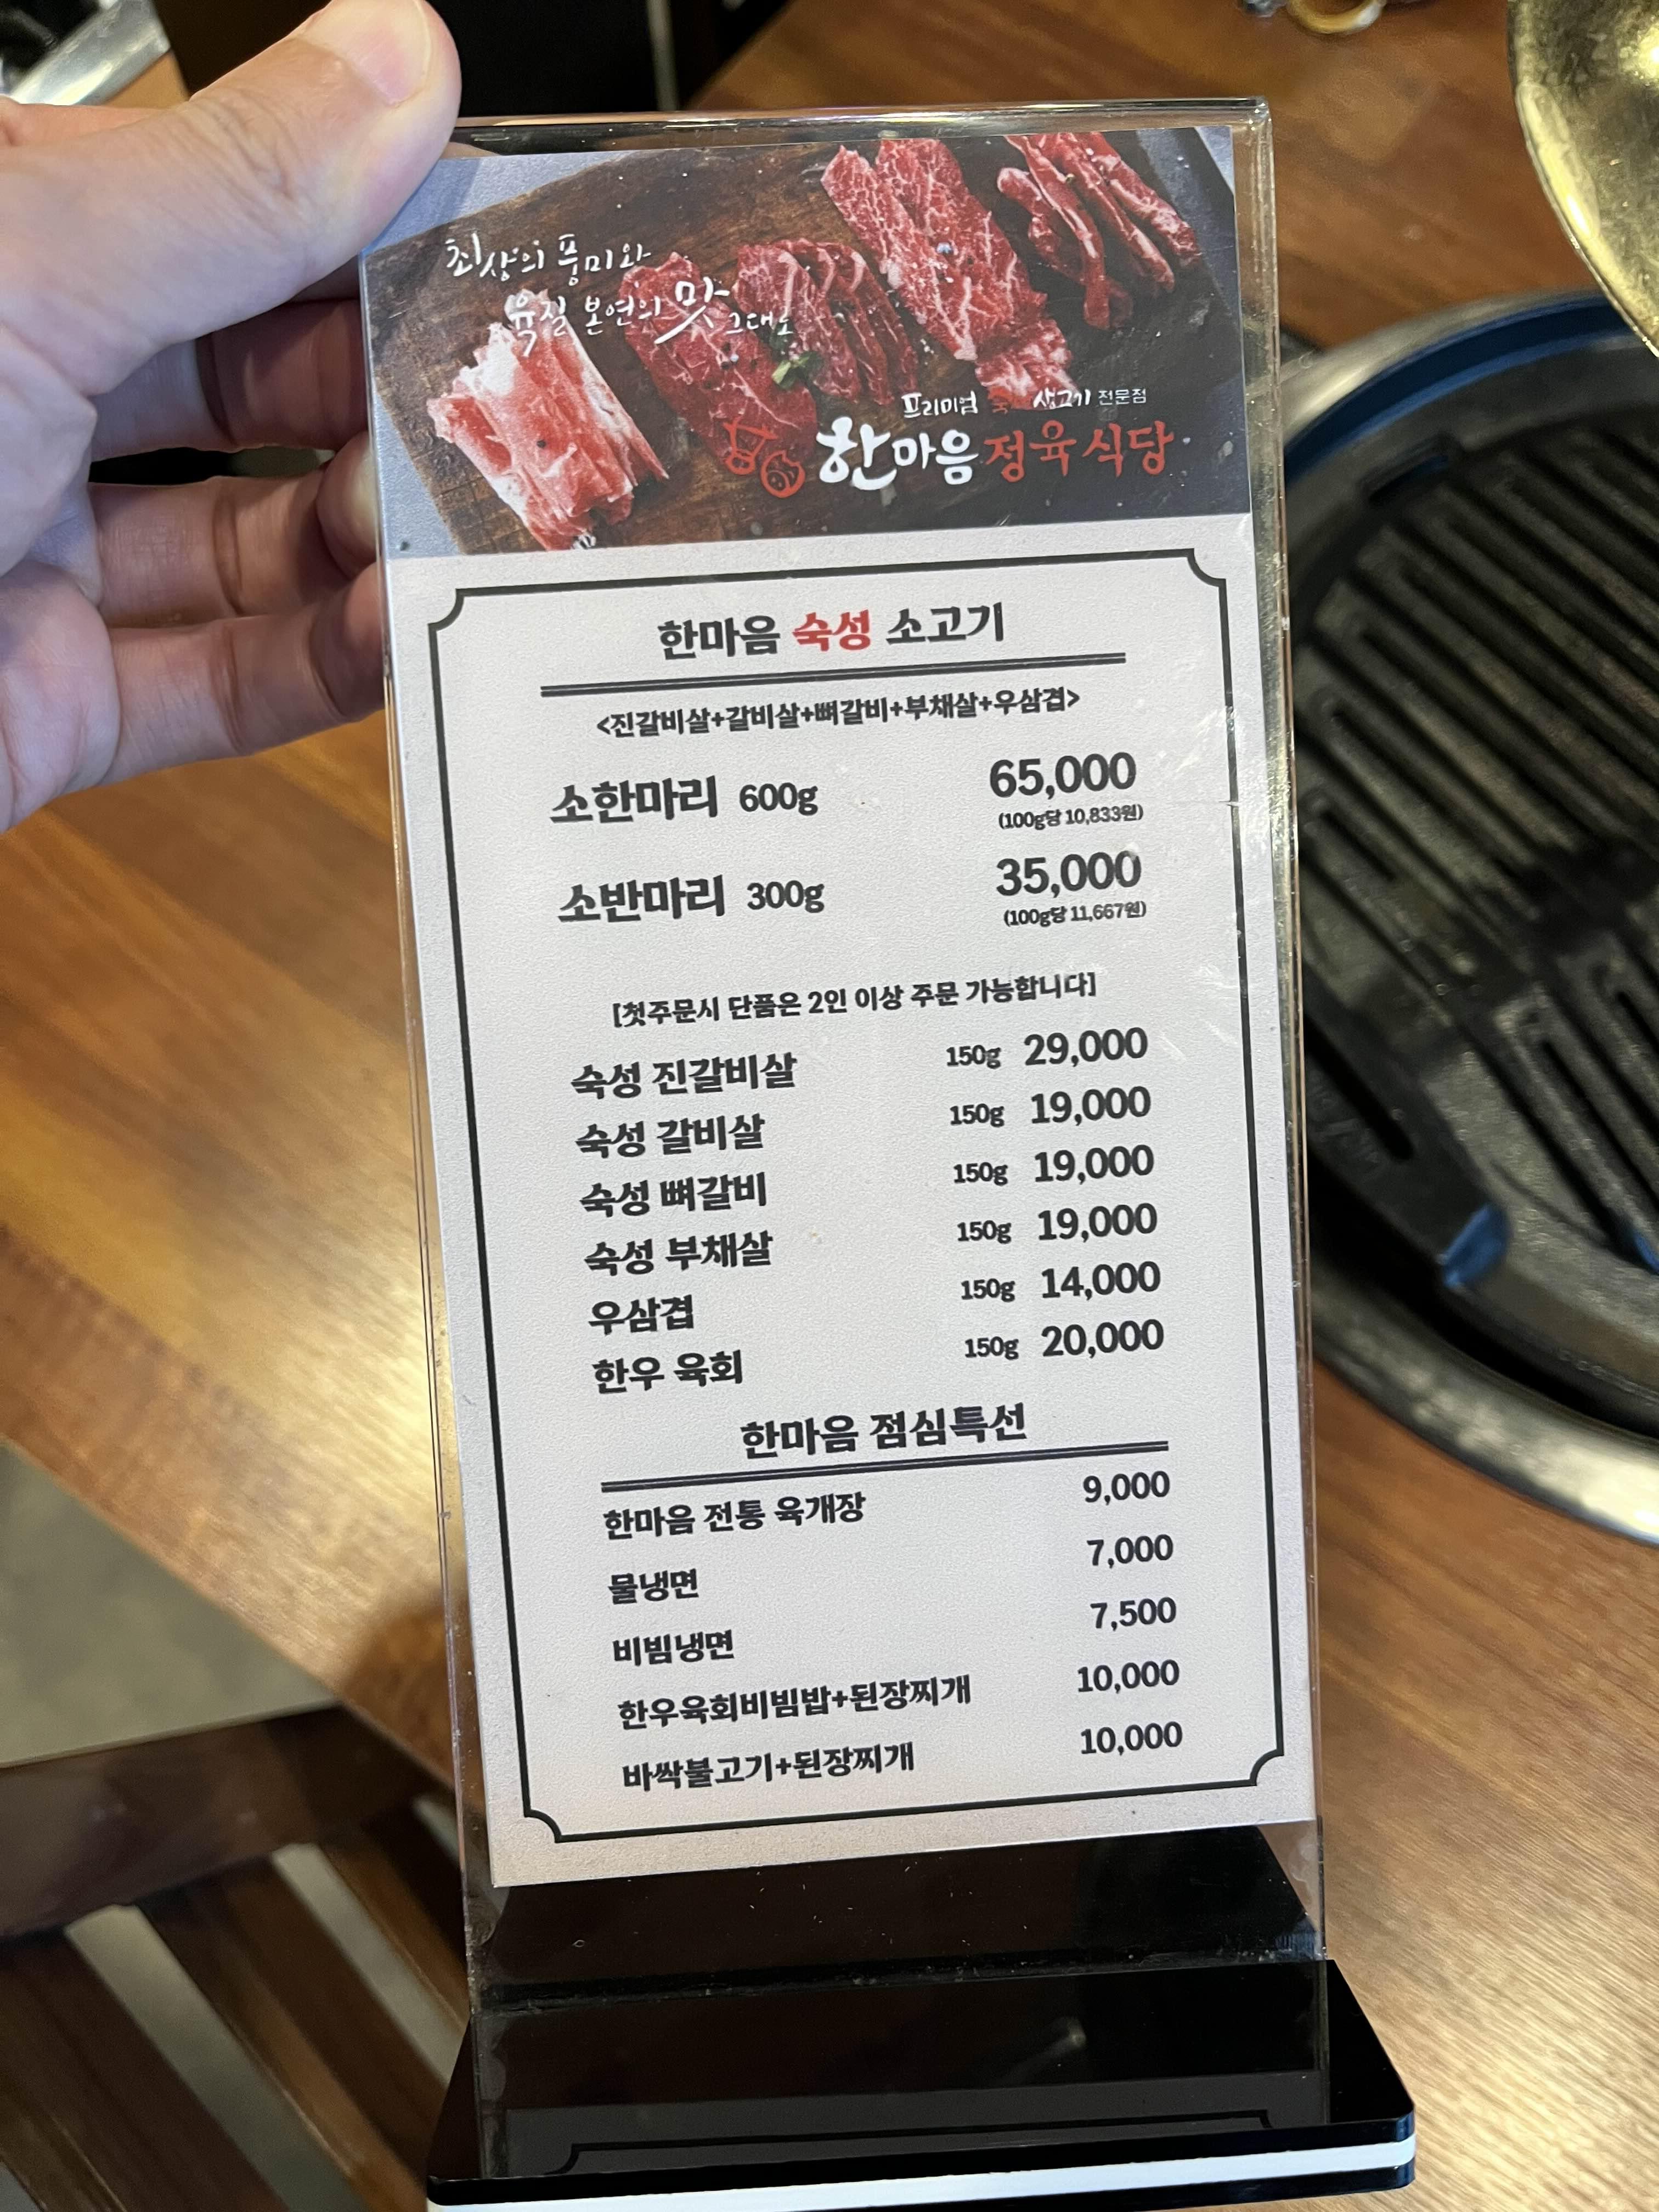 최상의 풍미와
육질 본연의 맛 그대로
프리미엄 숙성 생고기 전문점
한마음 정육식당
한마음 숙성 소고기
<진갈비살+갈비살+뼈갈비+부채살+우삼겹>
소한마리 600g 65,000
(100g당 10,833원)
소반마리 300g 35,000
(100g당 11,667원)
[첫주문시 단품은 2인 이상 주문 가능합니다]
숙성 진갈비살 150g 29,000
숙성 갈비살 150g 19,000
숙성 뼈갈비 150g 19,000
숙성 부채살 150g 19,000
우삼겹 150g 14,000
한우 육회 150g 20,000
한마음 점심특선
한마음 전통 육개장 9,000
물냉면 7,000
비빔냉면 7,500
한우육회비빔밥+된장찌개 10,000
바싹불고기+된장찌개 10,000